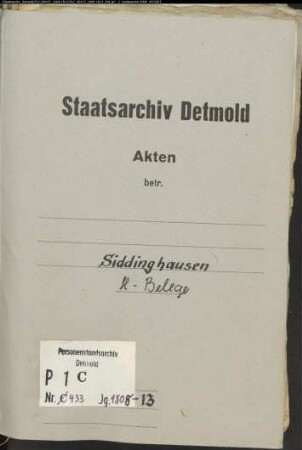 Staatsarchiv Detmold
Akten
betr.
Siddinghausen
K - Belege
Personenstandsarchiv
Detmold
P 1 C
Nr. 433 Jg. 1808-13